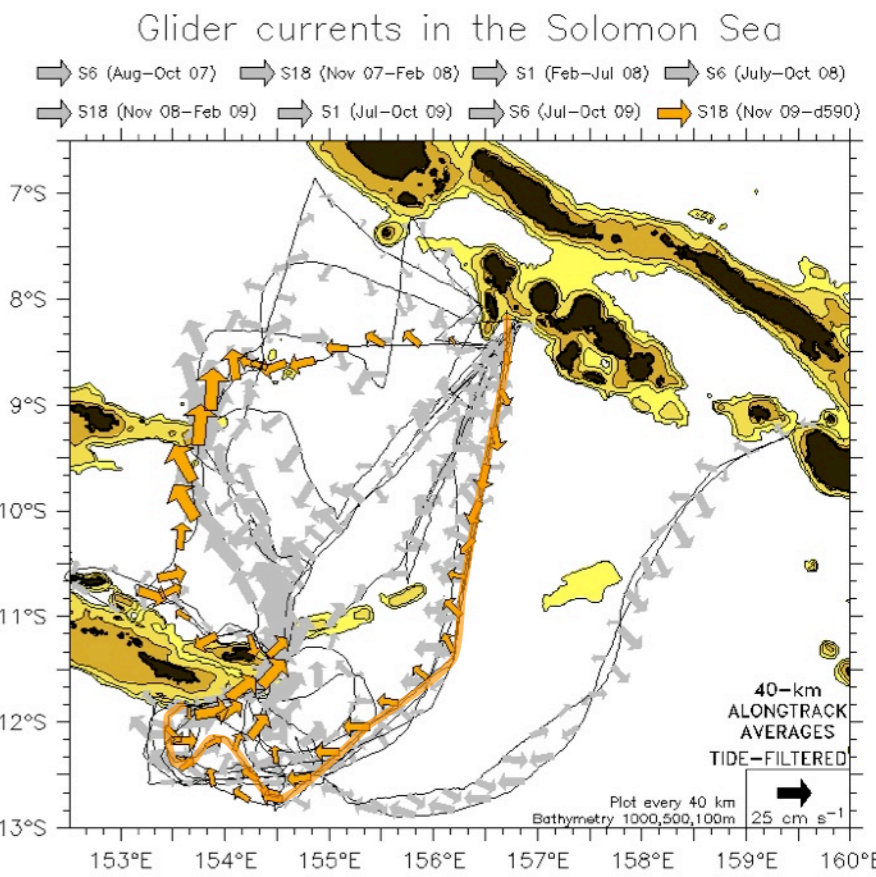 Glider currents in the Solomon Sea
S6 (Aug-Oct 07) S18 (Nov 07-Feb 08) S1 (Feb-Jul 08) S6 (July-Oct 08)
S18 (Nov 08-Feb 09) S1 (Jul-Oct 09) S6 (Jul-Oct 09) S18 (Nov 09-d590)
7°S
8°S
9°S
10°S
11°S
12°S
13°S
40-km
ALONGTRACK
AVERAGES
TIDE-FILTERED
Plot every 40 km
Bathymetry 1000,500,100m
25 cm s⁻¹
153°E 154°E 155°E 156°E 157°E 158°E 159°E 160°E